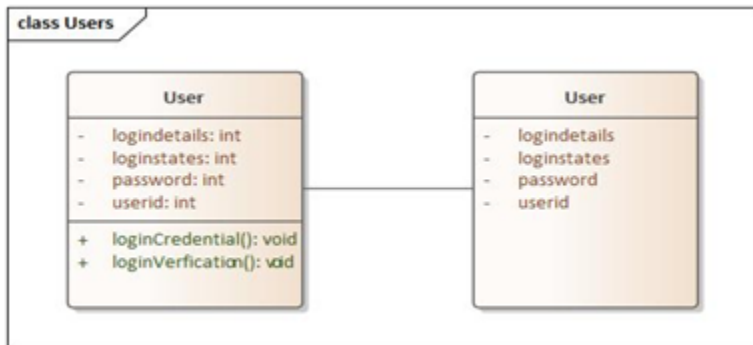 class Users
User
- logindetails: int
- loginstates: int
- password: int
- userid: int
+ loginCredential(): void
+ loginVerfication(): void
User
- logindetails
- loginstates
- password
- userid